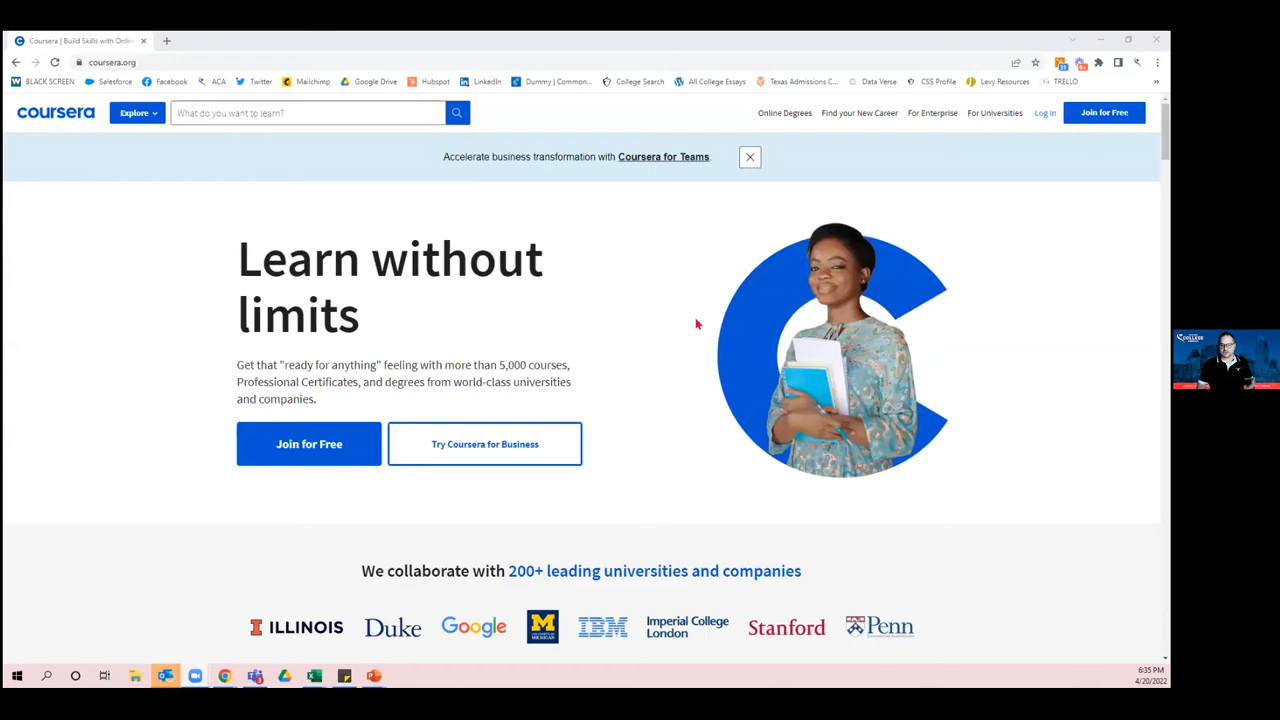 Coursera | Build Skills with Onlin
coursera.org
BLACK SCREEN Salesforce Facebook ACA Twitter Mailchimp Google Drive Hubspot LinkedIn Dummy | Common... College Search All College Essays Texas Admissions C... Data Verse CSS Profile Levy Resources TRELLO »
coursera Explore What do you want to learn? Online Degrees Find your New Career For Enterprise For Universities Log In Join for Free
Accelerate business transformation with Coursera for Teams.
Learn without
limits
Get that "ready for anything" feeling with more than 5,000 courses,
Professional Certificates, and degrees from world-class universities
and companies.
Join for Free Try Coursera for Business
We collaborate with 200+ leading universities and companies
I ILLINOIS Duke Google M IBM Imperial College London Stanford Penn
6:35 PM
4/20/2022
COLLEGE